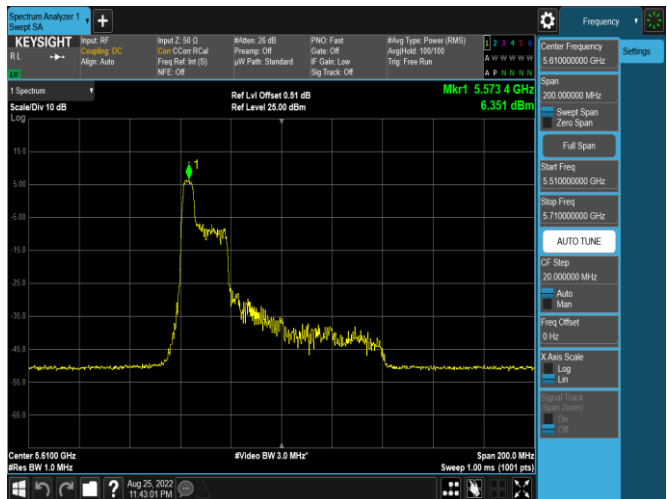 Spectrum Analyzer 1
Swept SA
+
Frequency
KEYSIGHT
R L
Input: RF
Coupling: DC
Align: Auto
Input Z: 50 Ω
Corr CCorr RCal
Freq Ref: Int (S)
NFE: Off
#Atten: 26 dB
Preamp: Off
µW Path: Standard
PNO: Fast
Gate: Off
IF Gain: Low
Sig Track: Off
#Avg Type: Power (RMS)
Avg|Hold: 100/100
Trig: Free Run
1 2 3 4 5 6
A W W W W W
A P N N N N
1 Spectrum
Scale/Div 10 dB
Log
Ref Lvl Offset 0.51 dB
Ref Level 25.00 dBm
Mkr1 5.573 4 GHz
6.351 dBm
1
15.0
5.00
-5.00
-15.0
-25.0
-35.0
-45.0
-55.0
-65.0
Center 5.6100 GHz
#Res BW 1.0 MHz
#Video BW 3.0 MHz*
Span 200.0 MHz
Sweep 1.00 ms (1001 pts)
Center Frequency
5.610000000 GHz
Settings
Span
200.000000 MHz
Swept Span
Zero Span
Full Span
Start Freq
5.510000000 GHz
Stop Freq
5.710000000 GHz
AUTO TUNE
CF Step
20.000000 MHz
Auto
Man
Freq Offset
0 Hz
X Axis Scale
Log
Lin
Signal Track
(Span Zoom)
On
Off
?
Aug 25, 2022
11:43:01 PM